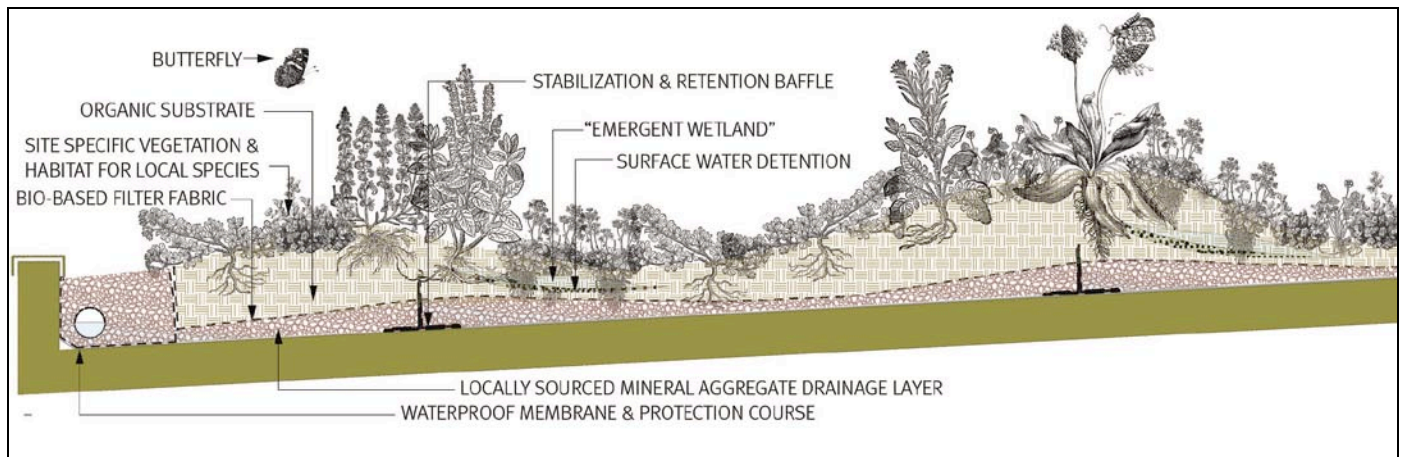 BUTTERFLY
ORGANIC SUBSTRATE
SITE SPECIFIC VEGETATION &
HABITAT FOR LOCAL SPECIES
BIO-BASED FILTER FABRIC
STABILIZATION & RETENTION BAFFLE
“EMERGENT WETLAND”
SURFACE WATER DETENTION
LOCALLY SOURCED MINERAL AGGREGATE DRAINAGE LAYER
WATERPROOF MEMBRANE & PROTECTION COURSE